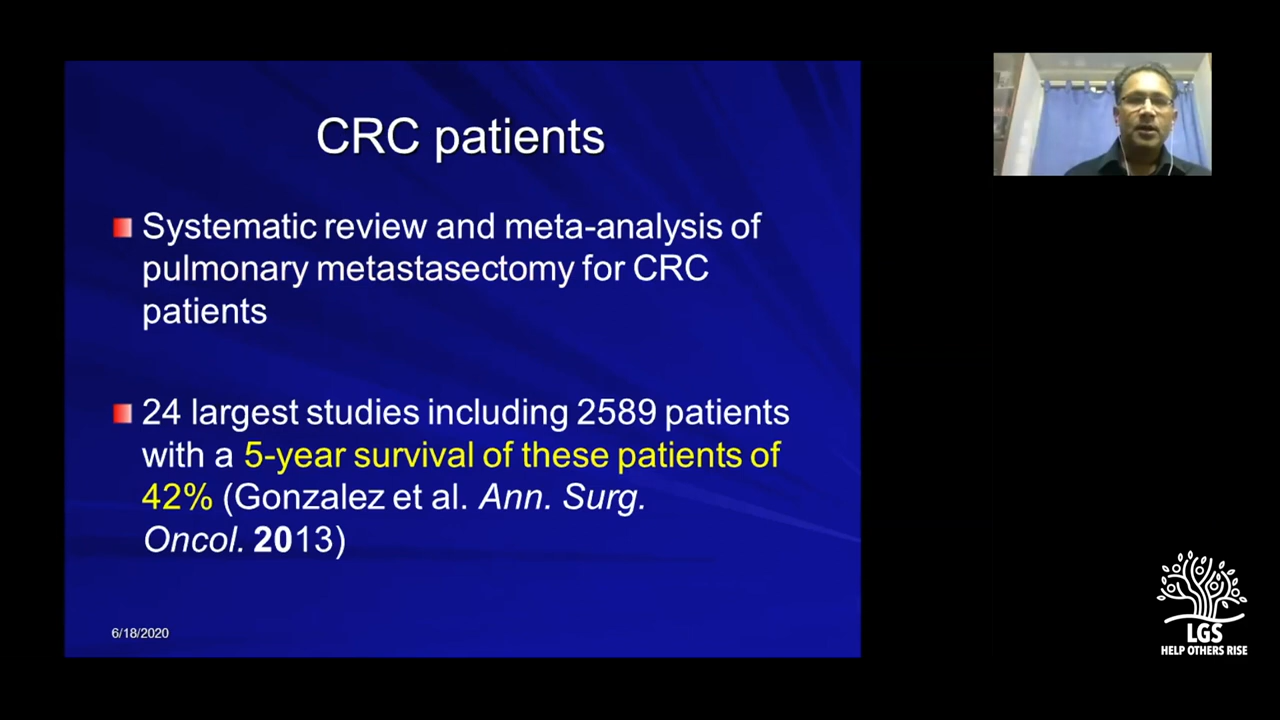 CRC patients
Systematic review and meta-analysis of
pulmonary metastasectomy for CRC
patients
24 largest studies including 2589 patients
with a 5-year survival of these patients of
42% (Gonzalez et al. Ann. Surg.
Oncol. 2013)
6/18/2020
LGS
HELP OTHERS RISE